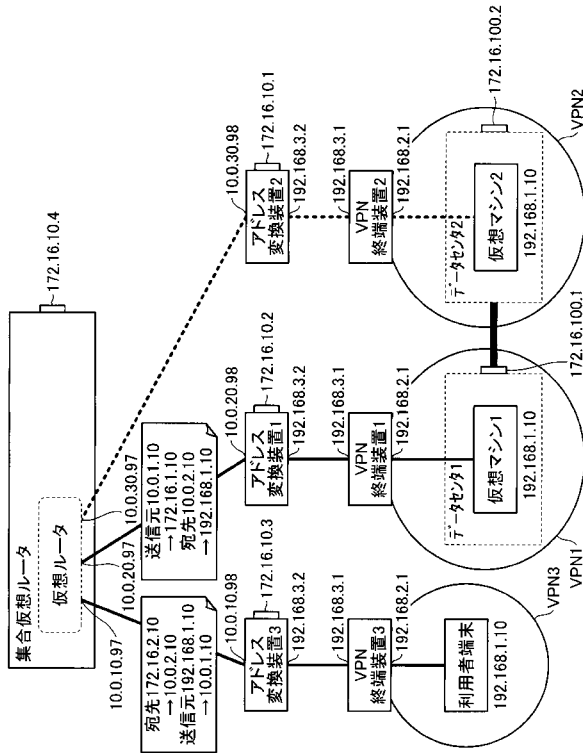 集合仮想ルータ
172.16.10.4
仮想ルータ
10.0.10.97
10.0.20.97
10.0.30.97
宛先172.16.2.10
→10.0.2.10
送信元192.168.1.10
→10.0.1.10
送信元10.0.1.10
→172.16.1.10
宛先10.0.2.10
→192.168.1.10
10.0.10.98
アドレス
変換装置3
172.16.10.3
192.168.3.2
10.0.20.98
アドレス
変換装置1
172.16.10.2
192.168.3.2
10.0.30.98
アドレス
変換装置2
172.16.10.1
192.168.3.2
192.168.3.1
VPN
終端装置3
192.168.2.1
192.168.3.1
VPN
終端装置1
192.168.2.1
192.168.3.1
VPN
終端装置2
192.168.2.1
利用者端末
192.168.1.10
VPN3
データセンタ1
仮想マシン1
192.168.1.10
172.16.100.1
VPN1
データセンタ2
仮想マシン2
192.168.1.10
172.16.100.2
VPN2